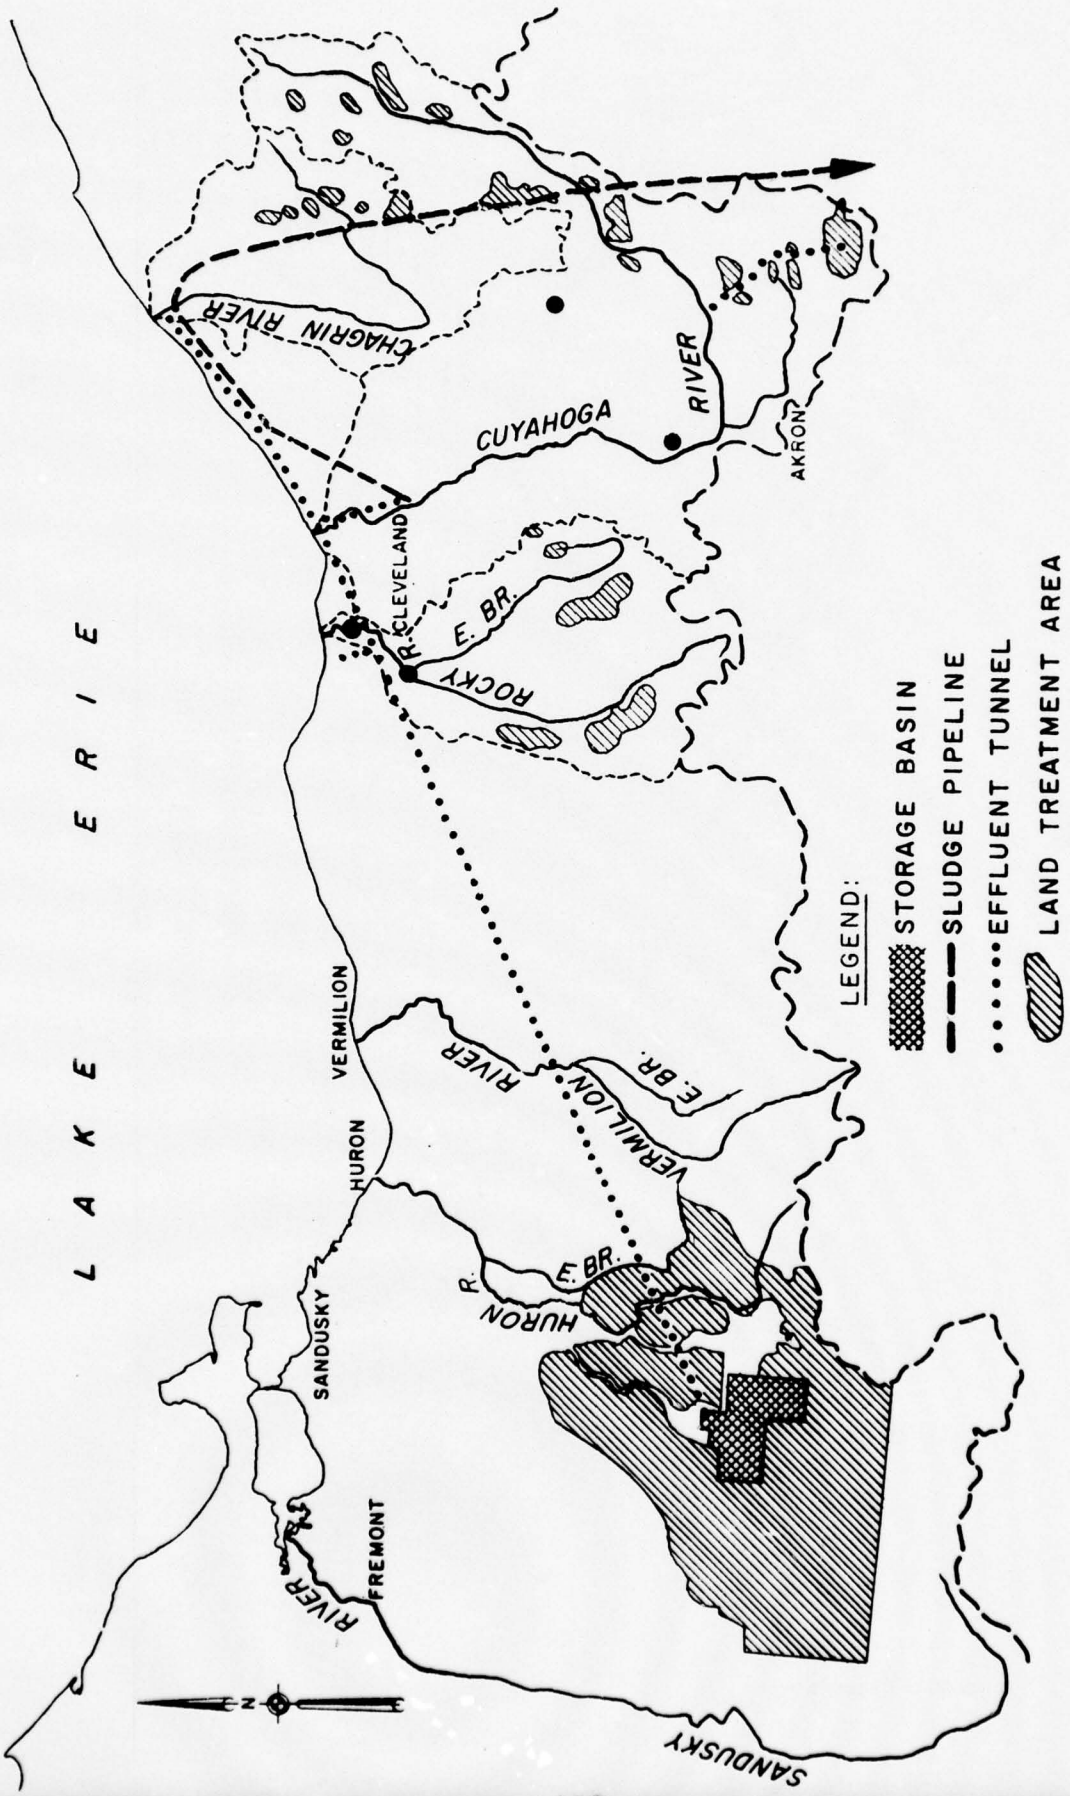 LAKE ERIE
N
SANDUSKY
RIVER
FREMONT
SANDUSKY
HURON
VERMILION
HURON R.
E. BR.
VERMILION RIVER
E. BR.
ROCKY R.
E. BR.
CLEVELAND
CUYAHOGA RIVER
CHAGRIN RIVER
AKRON
LEGEND:
STORAGE BASIN
SLUDGE PIPELINE
EFFLUENT TUNNEL
LAND TREATMENT AREA